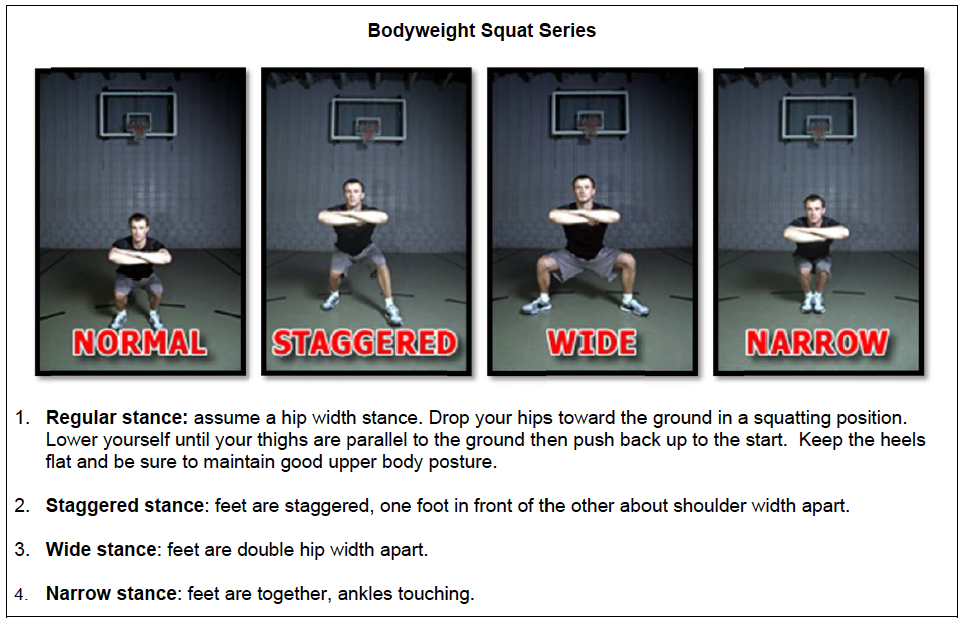 Bodyweight Squat Series
NORMAL
STAGGERED
WIDE
NARROW
1. Regular stance: assume a hip width stance. Drop your hips toward the ground in a squatting position.
Lower yourself until your thighs are parallel to the ground then push back up to the start.  Keep the heels
flat and be sure to maintain good upper body posture.
2. Staggered stance: feet are staggered, one foot in front of the other about shoulder width apart.
3. Wide stance: feet are double hip width apart.
4. Narrow stance: feet are together, ankles touching.